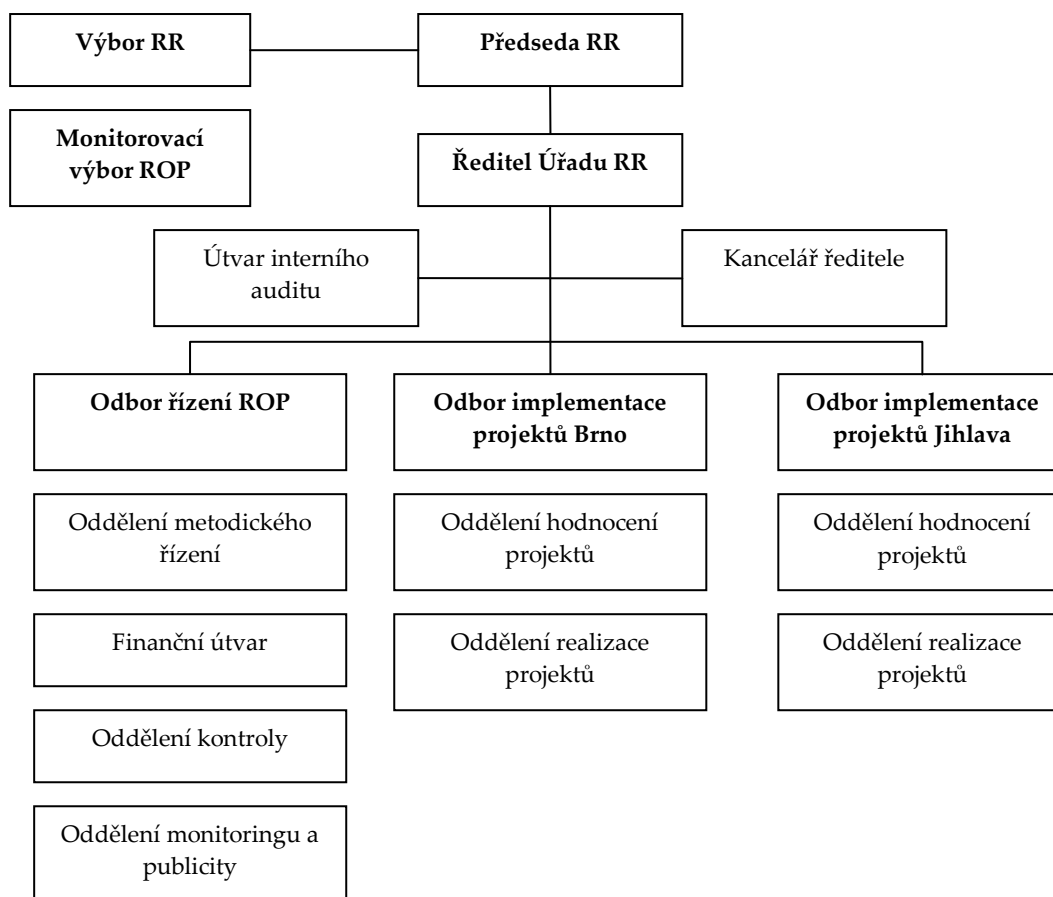 Výbor RR
Předseda RR
Monitorovací
výbor ROP
Ředitel Úřadu RR
Útvar interního
auditu
Kancelář ředitele
Odbor řízení ROP
Odbor implementace
projektů Brno
Odbor implementace
projektů Jihlava
Oddělení metodického
řízení
Oddělení hodnocení
projektů
Oddělení hodnocení
projektů
Finanční útvar
Oddělení realizace
projektů
Oddělení realizace
projektů
Oddělení kontroly
Oddělení monitoringu a
publicity